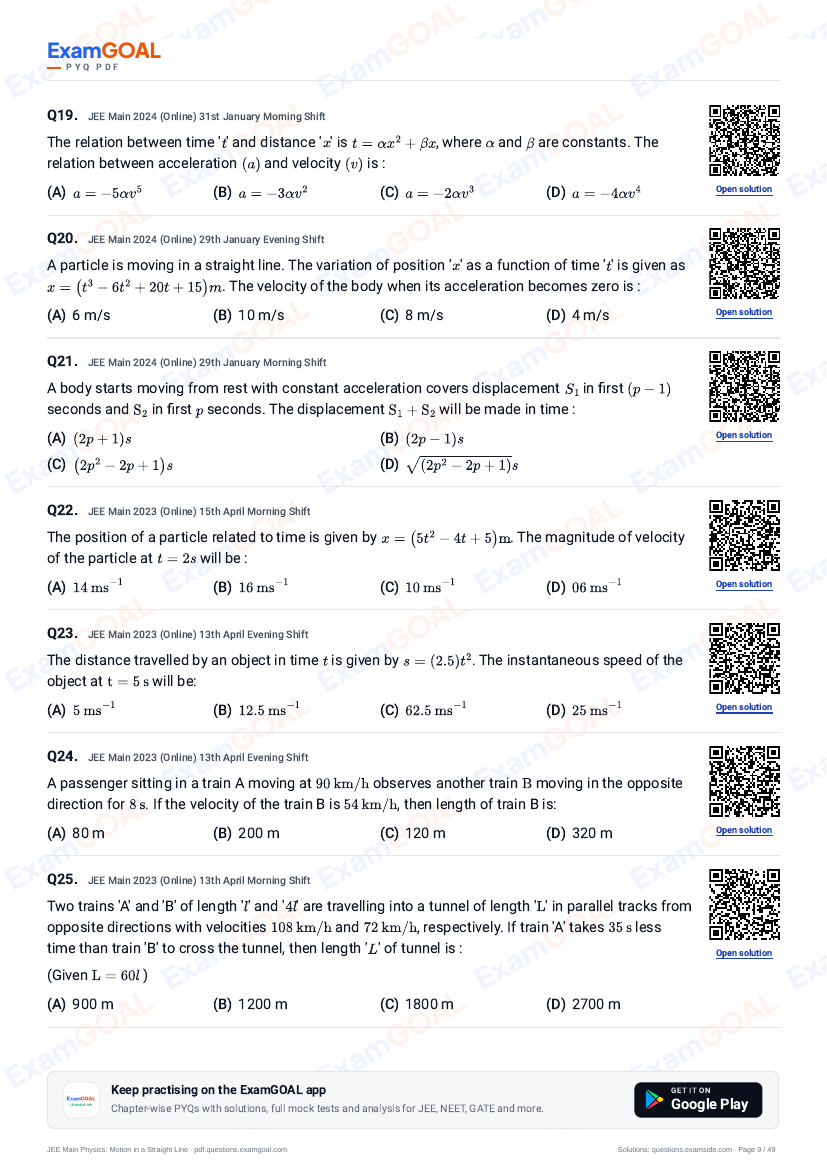 ExamGOAL
PYQ PDF
Q19. JEE Main 2024 (Online) 31st January Morning Shift
The relation between time 't' and distance 'x' is t = αx² + βx, where α and β are constants. The
relation between acceleration (a) and velocity (v) is :
(A) a = −5αv⁵ (B) a = −3αv² (C) a = −2αv³ (D) a = −4αv⁴
Open solution
Q20. JEE Main 2024 (Online) 29th January Evening Shift
A particle is moving in a straight line. The variation of position 'x' as a function of time 't' is given as
x = (t³ − 6t² + 20t + 15)m. The velocity of the body when its acceleration becomes zero is :
(A) 6 m/s (B) 10 m/s (C) 8 m/s (D) 4 m/s
Open solution
Q21. JEE Main 2024 (Online) 29th January Morning Shift
A body starts moving from rest with constant acceleration covers displacement S₁ in first (p − 1)
seconds and S₂ in first p seconds. The displacement S₁ + S₂ will be made in time :
(A) (2p + 1)s (B) (2p − 1)s
(C) (2p² − 2p + 1)s (D) √(2p² − 2p + 1)s
Open solution
Q22. JEE Main 2023 (Online) 15th April Morning Shift
The position of a particle related to time is given by x = (5t² − 4t + 5)m. The magnitude of velocity
of the particle at t = 2s will be :
(A) 14 ms⁻¹ (B) 16 ms⁻¹ (C) 10 ms⁻¹ (D) 06 ms⁻¹
Open solution
Q23. JEE Main 2023 (Online) 13th April Evening Shift
The distance travelled by an object in time t is given by s = (2.5)t². The instantaneous speed of the
object at t = 5 s will be:
(A) 5 ms⁻¹ (B) 12.5 ms⁻¹ (C) 62.5 ms⁻¹ (D) 25 ms⁻¹
Open solution
Q24. JEE Main 2023 (Online) 13th April Evening Shift
A passenger sitting in a train A moving at 90 km/h observes another train B moving in the opposite
direction for 8 s. If the velocity of the train B is 54 km/h, then length of train B is:
(A) 80 m (B) 200 m (C) 120 m (D) 320 m
Open solution
Q25. JEE Main 2023 (Online) 13th April Morning Shift
Two trains 'A' and 'B' of length 'l' and '4l' are travelling into a tunnel of length 'L' in parallel tracks from
opposite directions with velocities 108 km/h and 72 km/h, respectively. If train 'A' takes 35 s less
time than train 'B' to cross the tunnel, then length 'L' of tunnel is :
(Given L = 60l )
(A) 900 m (B) 1200 m (C) 1800 m (D) 2700 m
Open solution
ExamGOAL
Keep practising on the ExamGOAL app
Chapter-wise PYQs with solutions, full mock tests and analysis for JEE, NEET, GATE and more.
GET IT ON
Google Play
JEE Main Physics: Motion in a Straight Line · pdf.questions.examgoal.com
Solutions: questions.examside.com · Page 9 / 49